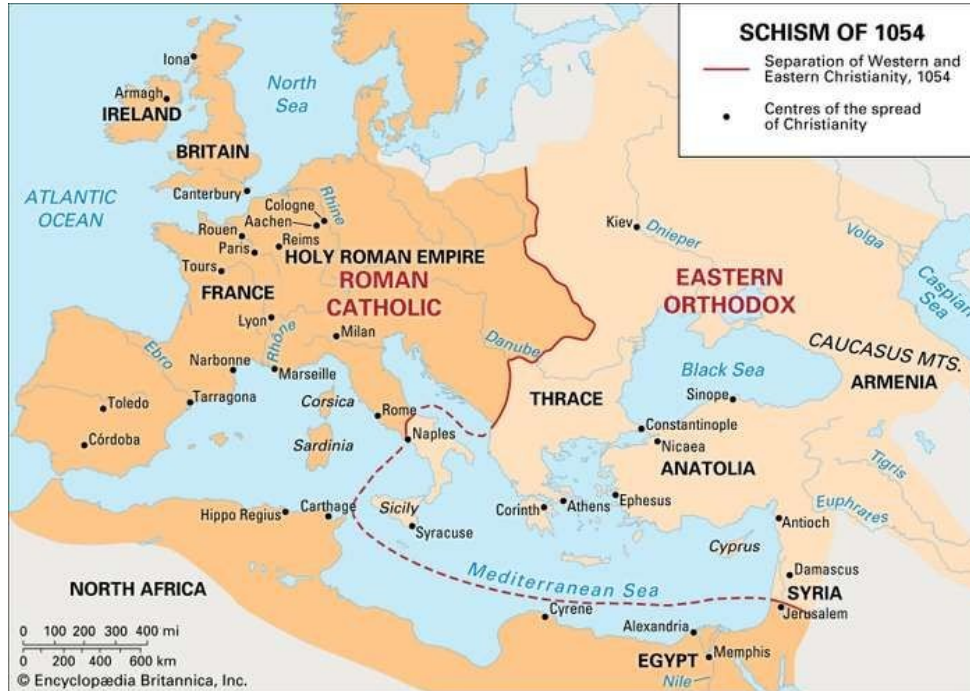 SCHISM OF 1054
Separation of Western and
Eastern Christianity, 1054
Centres of the spread
of Christianity
Iona
North
Sea
Armagh
IRELAND
BRITAIN
ATLANTIC
OCEAN
Canterbury
Cologne
Rhine
Aachen
Rouen
Reims
Paris
HOLY ROMAN EMPIRE
Tours
ROMAN
CATHOLIC
FRANCE
Lyon
Milan
Rhône
Ebro
Narbonne
Marseille
Danube
Kiev
Dnieper
Volga
EASTERN
ORTHODOX
Caspian
Sea
CAUCASUS MTS.
ARMENIA
Black Sea
Sinope
THRACE
Constantinople
Nicaea
ANATOLIA
Tigris
Euphrates
Toledo
Tarragona
Corsica
Rome
Córdoba
Sardinia
Naples
Corinth
Athens
Ephesus
Antioch
Hippo Regius
Carthage
Sicily
Syracuse
Cyprus
Damascus
SYRIA
Mediterranean Sea
Jerusalem
NORTH AFRICA
Cyrene
Alexandria
EGYPT
Memphis
Nile
0 100 200 300 400 mi
0 200 400 600 km
© Encyclopædia Britannica, Inc.